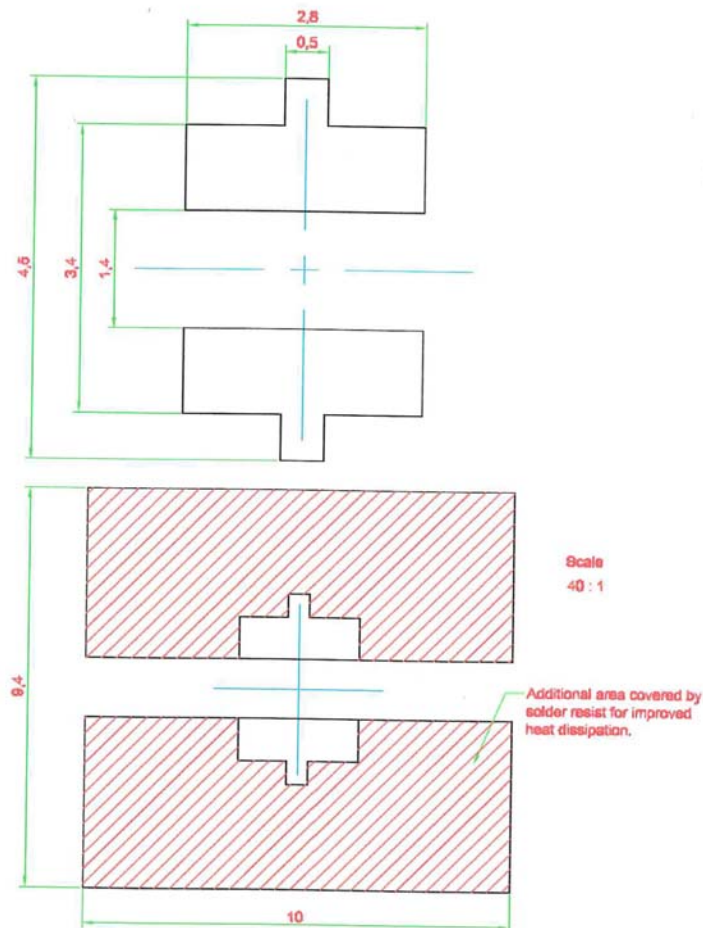 2,8
0,5
4,5
3,4
1,4
Scale
40 : 1
9,4
Additional area covered by
solder resist for improved
heat dissipation.
10